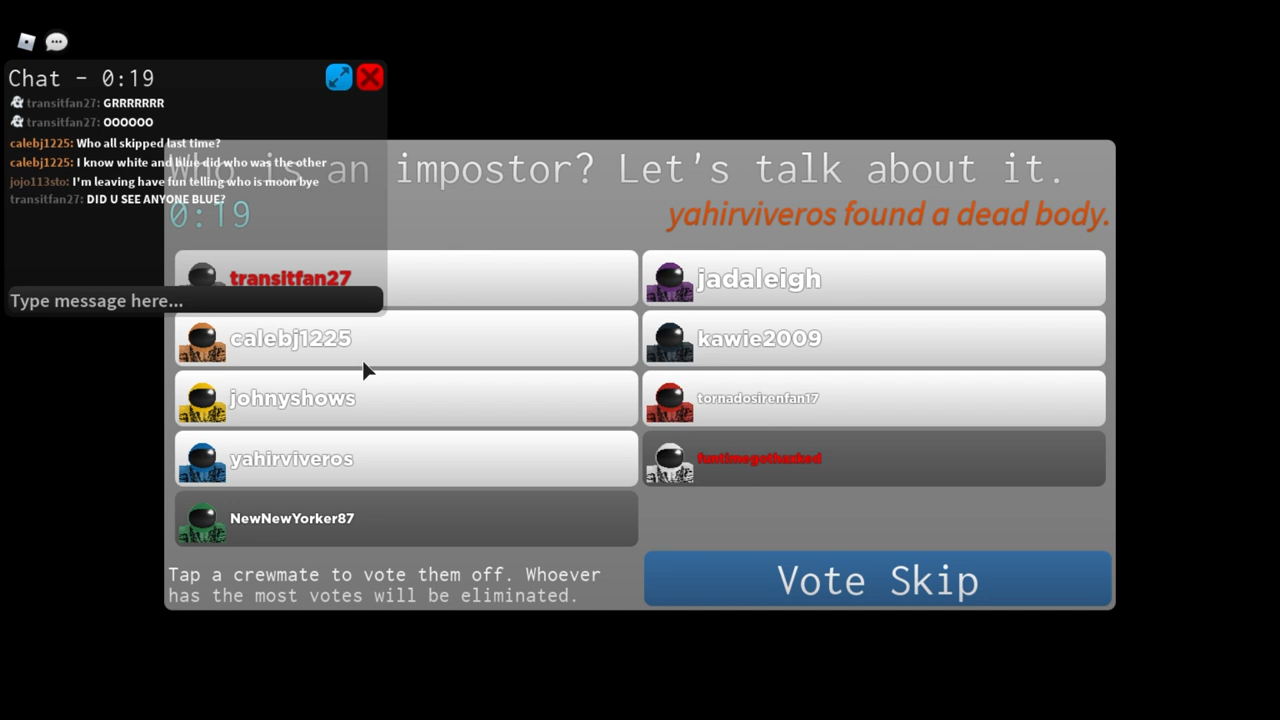 Chat - 0:19
transitfan27: GRRRRRRR
transitfan27: OOOOOO
calebj1225: Who all skipped last time?
calebj1225: I know white and blue did who was the other
jojo113sto: I'm leaving have fun telling who is moon bye
transitfan27: DID U SEE ANYONE BLUE?
Type message here...
Who is an impostor? Let's talk about it.
0:19
yahirviveros found a dead body.
transitfan27
jadaleigh
calebj1225
kawie2009
johnyshows
tornadosirenfan17
yahirviveros
funtimegothaxked
NewNewYorker87
Tap a crewmate to vote them off. Whoever
has the most votes will be eliminated.
Vote Skip